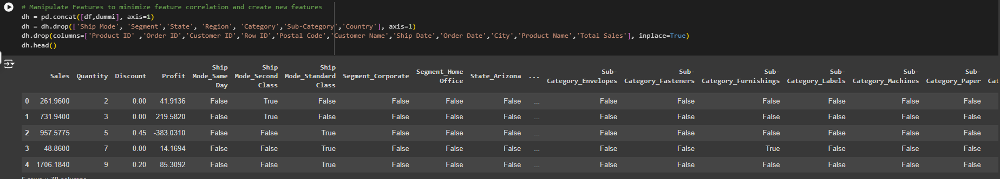 # Manipulate Features to minimize feature correlation and create new features
dh = pd.concat([df,dummi], axis=1)
dh = dh.drop(['Ship Mode', 'Segment','State', 'Region', 'Category','Sub-Category','Country'], axis=1)
dh.drop(columns=['Product ID' ,'Order ID','Customer ID','Row ID','Postal Code','Customer Name','Ship Date','Order Date','City','Product Name','Total Sales'], inplace=True)
dh.head()
Sales Quantity Discount Profit Ship Mode_Same Day Ship Mode_Second Class Ship Mode_Standard Class Segment_Corporate Segment_Home Office State_Arizona ... Sub-Category_Envelopes Sub-Category_Fasteners Sub-Category_Furnishings Sub-Category_Labels Sub-Category_Machines Sub-Category_Paper Cat
0 261.9600 2 0.00 41.9136 False True False False False False ... False False False False False False
1 731.9400 3 0.00 219.5820 False True False False False False ... False False False False False False
2 957.5775 5 0.45 -383.0310 False False True False False False ... False False False False False False
3 48.8600 7 0.00 14.1694 False False True False False False ... False False True False False False
4 1706.1840 9 0.20 85.3092 False False True False False False ... False False False False False False
5 rows x 78 columns